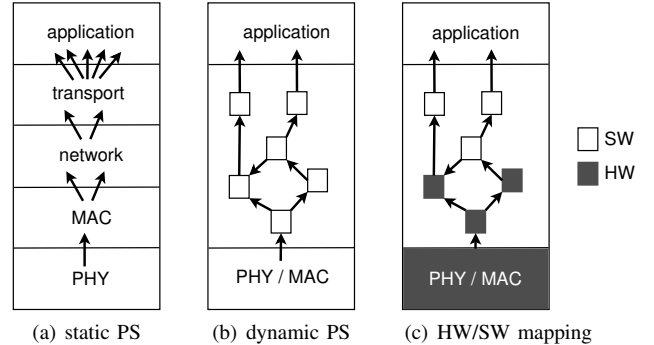 application
transport
network
MAC
PHY
(a) static PS
application
PHY / MAC
(b) dynamic PS
application
PHY / MAC
(c) HW/SW mapping
SW
HW